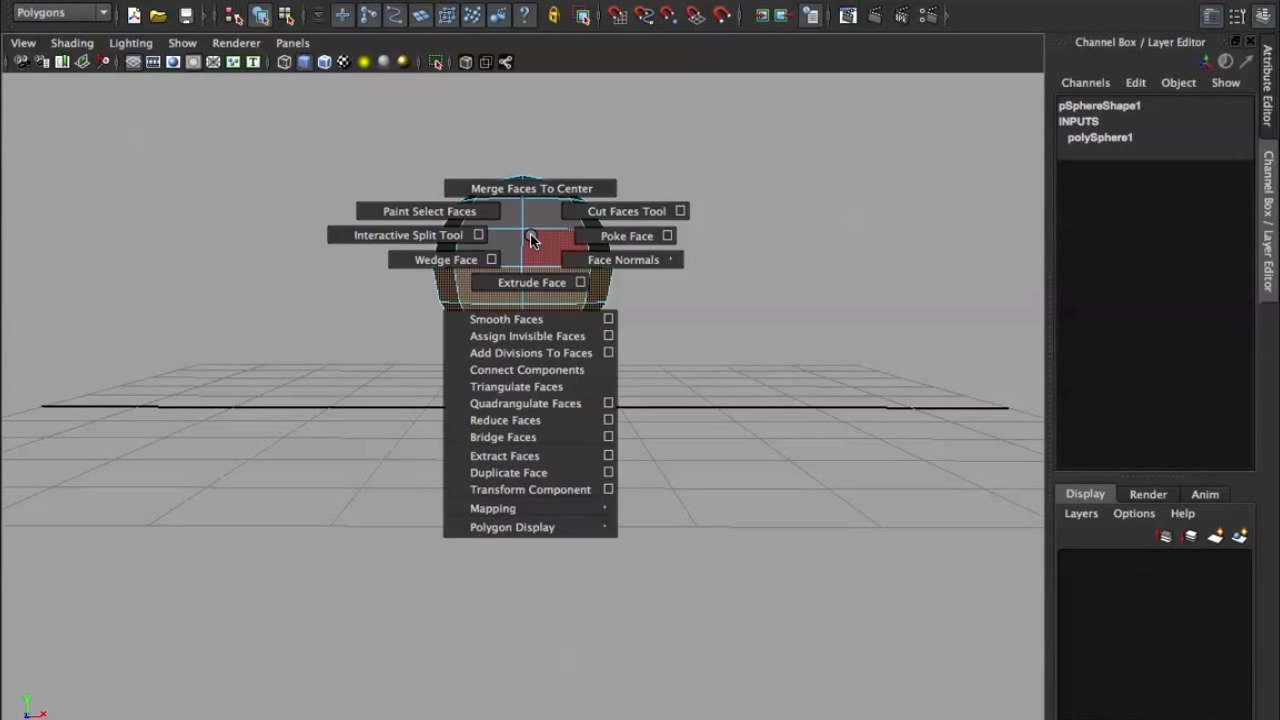 Polygons
View Shading Lighting Show Renderer Panels
Channel Box / Layer Editor
Channels Edit Object Show
pSphereShape1
INPUTS
polySphere1
Attribute Editor
Channel Box / Layer Editor
Merge Faces To Center
Paint Select Faces
Cut Faces Tool
Interactive Split Tool
Poke Face
Wedge Face
Face Normals
Extrude Face
Smooth Faces
Assign Invisible Faces
Add Divisions To Faces
Connect Components
Triangulate Faces
Quadrangulate Faces
Reduce Faces
Bridge Faces
Extract Faces
Duplicate Face
Transform Component
Mapping
Polygon Display
Display Render Anim
Layers Options Help